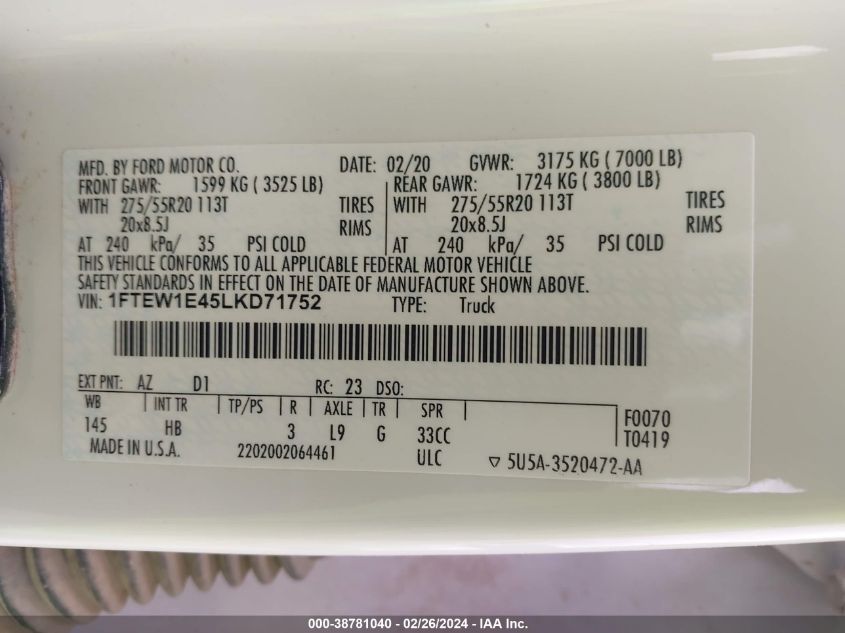 MFD. BY FORD MOTOR CO. DATE: 02/20 GVWR: 3175 KG ( 7000 LB)
FRONT GAWR: 1599 KG ( 3525 LB) REAR GAWR: 1724 KG ( 3800 LB)
WITH 275/55R20 113T TIRES WITH 275/55R20 113T TIRES
20x8.5J RIMS 20x8.5J RIMS
AT 240 kPa/ 35 PSI COLD AT 240 kPa/ 35 PSI COLD
THIS VEHICLE CONFORMS TO ALL APPLICABLE FEDERAL MOTOR VEHICLE
SAFETY STANDARDS IN EFFECT ON THE DATE OF MANUFACTURE SHOWN ABOVE.
VIN: 1FTEW1E45LKD71752 TYPE: Truck
EXT PNT: AZ D1 RC: 23 DSO:
WB INT TR TP/PS R AXLE TR SPR F0070
145 HB 3 L9 G 33CC T0419
MADE IN U.S.A. 2202002064461 ULC ▽ 5U5A-3520472-AA
000-38781040 - 02/26/2024 - IAA Inc.